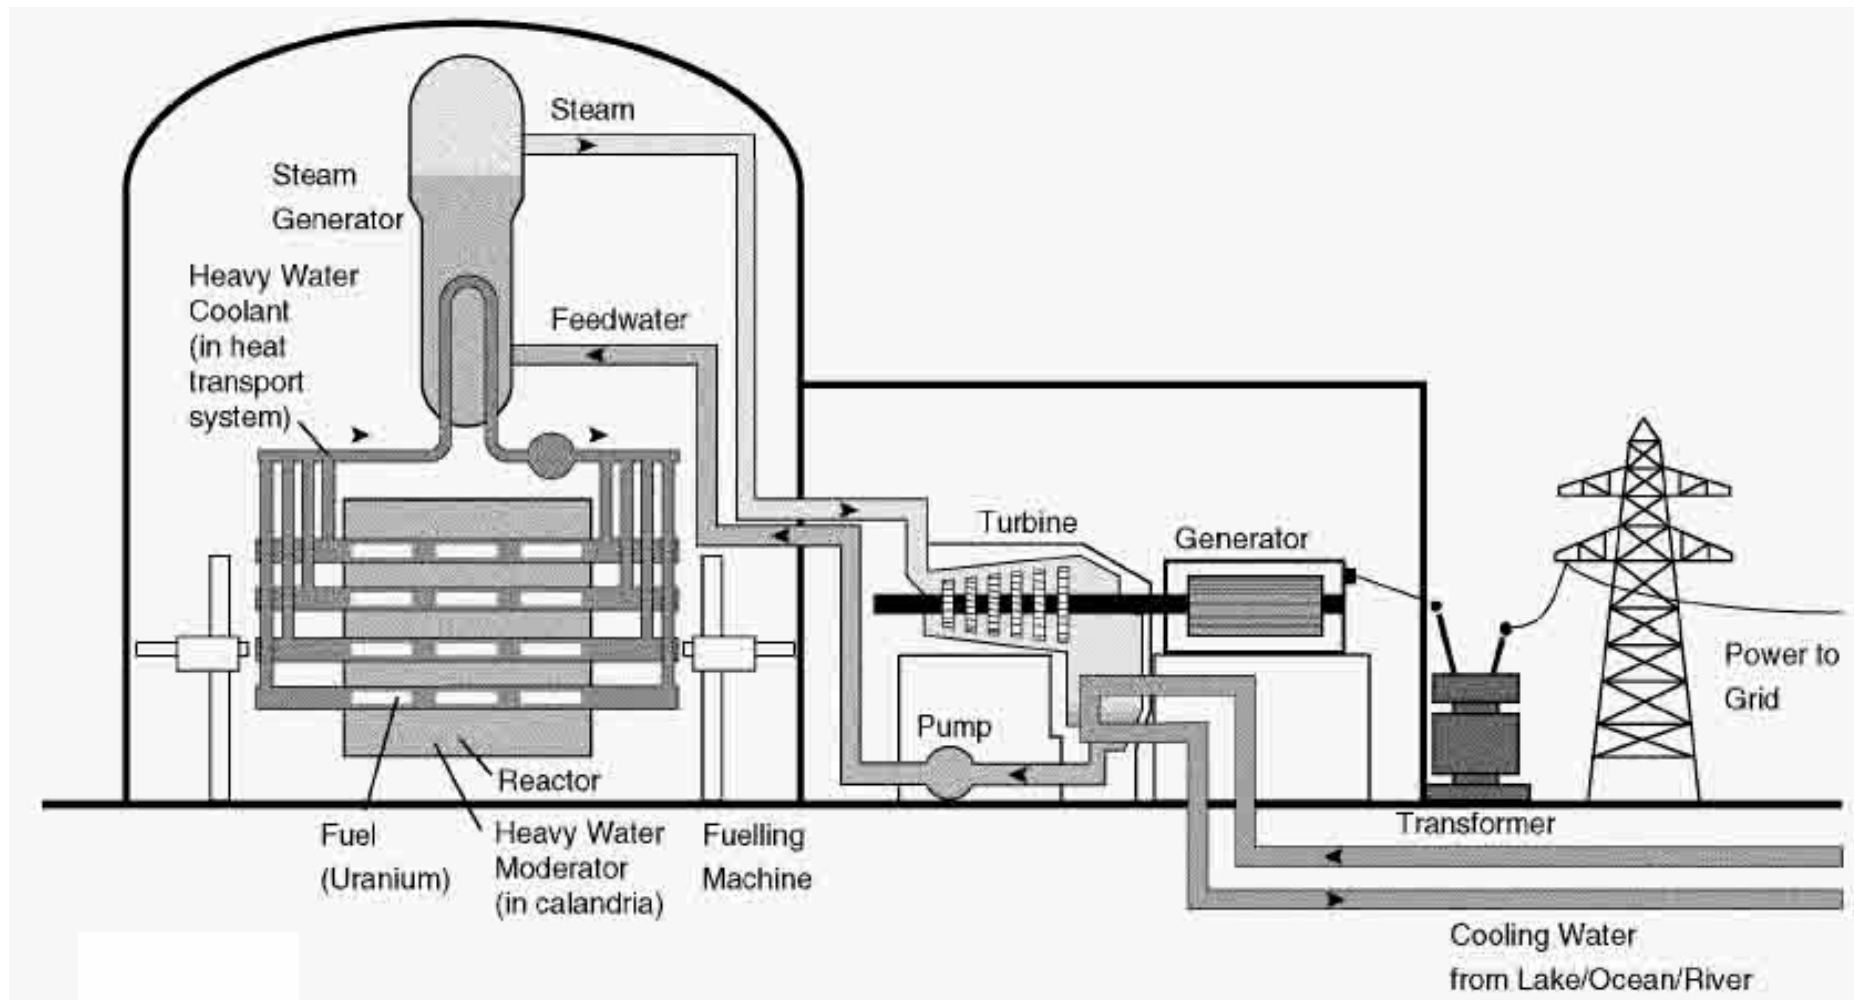 Steam
Steam
Generator
Heavy Water
Coolant
(in heat
transport
system)
Feedwater
Turbine
Generator
Pump
Power to
Grid
Reactor
Transformer
Fuel
(Uranium)
Heavy Water
Moderator
(in calandria)
Fuelling
Machine
Cooling Water
from Lake/Ocean/River